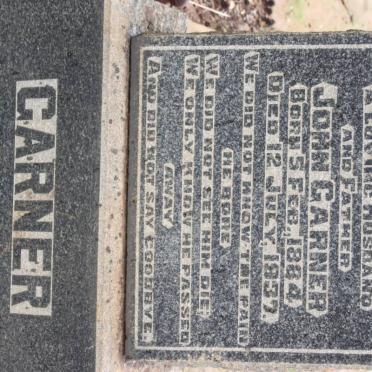 A LOVING HUSBAND
AND FATHER
JOHN GARNER
BORN 5 FEB. 1884
DIED 12 JULY 1937
WE DID NOT KNOW THE PAIN
HE BORE
WE DID NOT SEE HIM DIE
WE ONLY KNOW HE PASSED
AWAY
AND DID NOT SAY GOODBYE.
GARNER